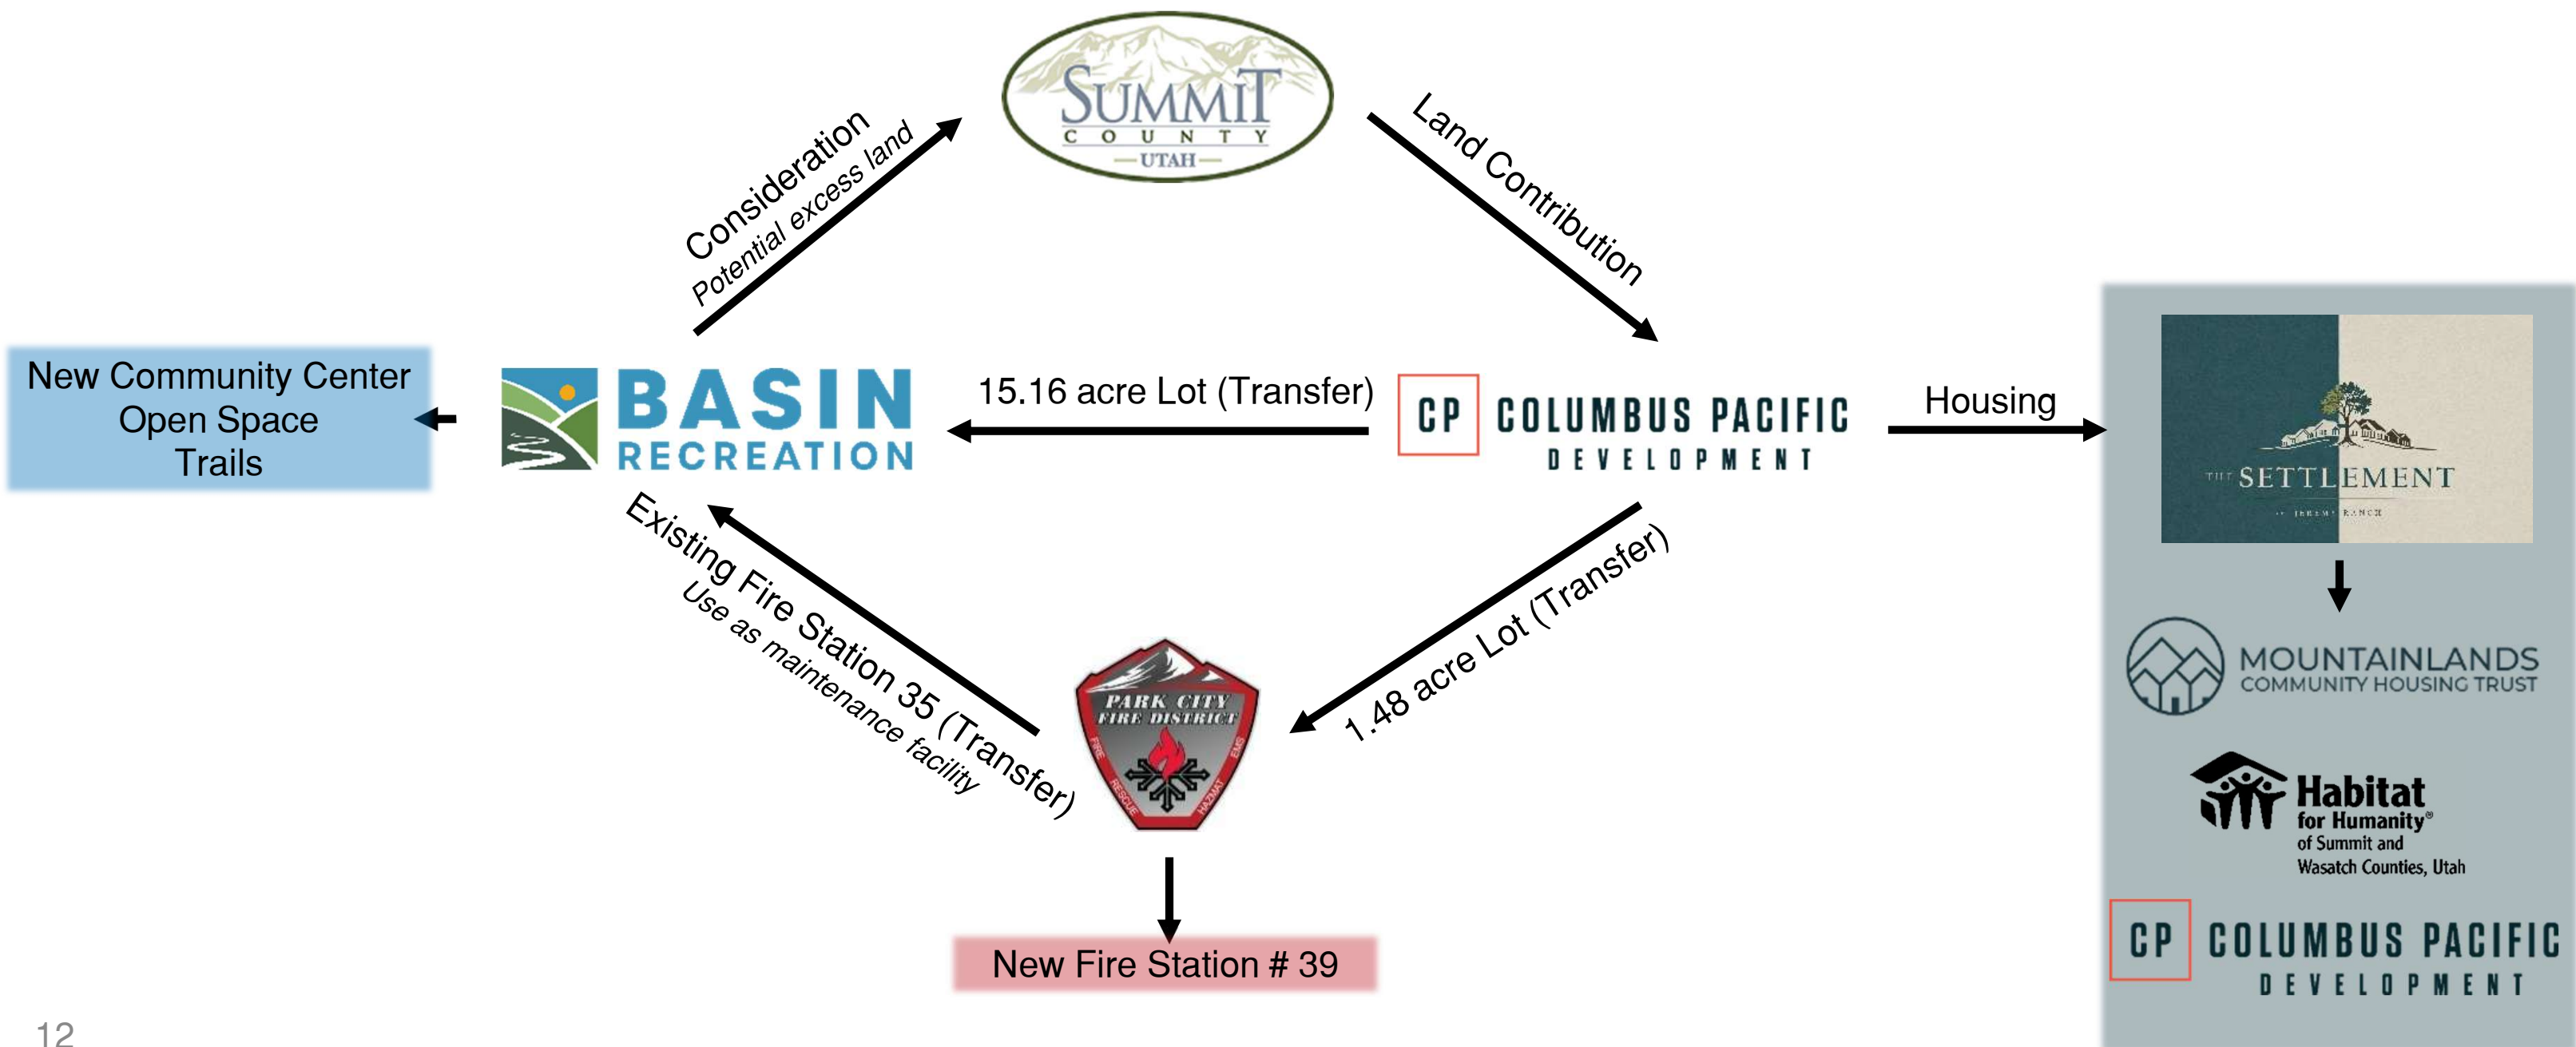 SUMMIT
COUNTY
UTAH
Consideration
Potential excess land
Land Contribution
New Community Center
Open Space
Trails
BASIN
RECREATION
15.16 acre Lot (Transfer)
CP COLUMBUS PACIFIC
DEVELOPMENT
Housing
THE SETTLEMENT
JEREMY RANCH
Existing Fire Station 35 (Transfer)
Use as maintenance facility
1.48 acre Lot (Transfer)
PARK CITY
FIRE DISTRICT
FIRE
RESCUE
HAZMAT
EMS
New Fire Station # 39
MOUNTAINLANDS
COMMUNITY HOUSING TRUST
Habitat
for Humanity®
of Summit and
Wasatch Counties, Utah
CP COLUMBUS PACIFIC
DEVELOPMENT
12